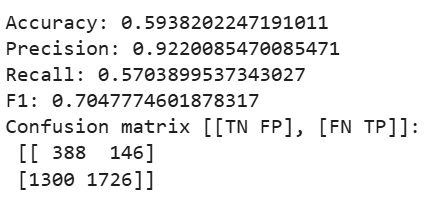 Accuracy: 0.5938202247191011
Precision: 0.9220085470085471
Recall: 0.5703899537343027
F1: 0.7047774601878317
Confusion matrix [[TN FP], [FN TP]]:
[[ 388  146]
[1300 1726]]